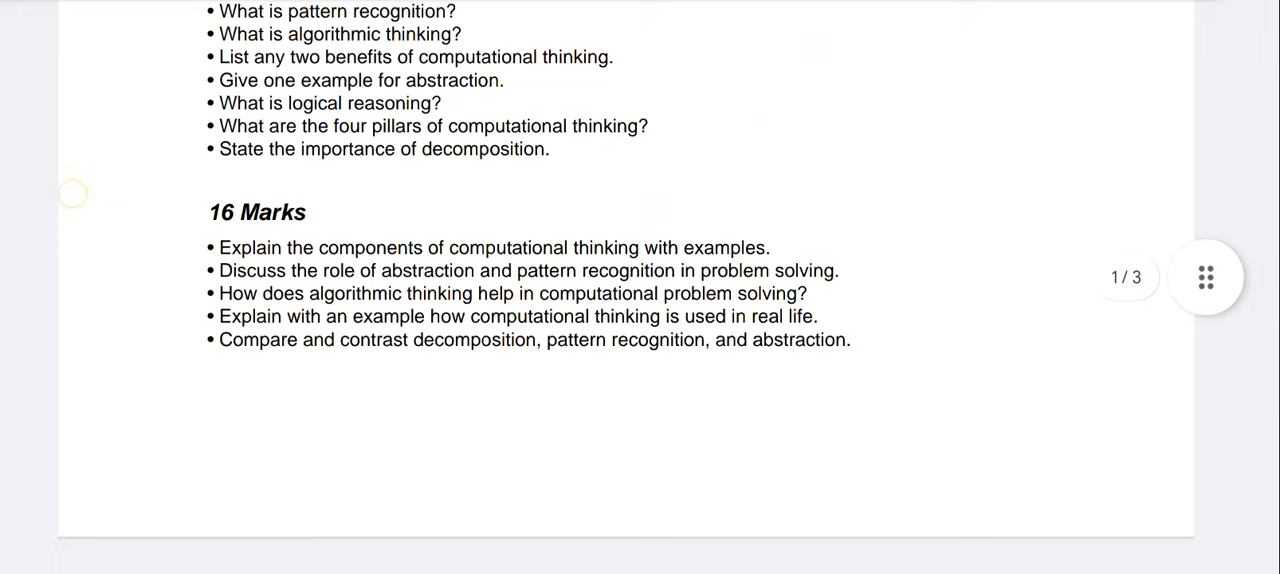 • What is pattern recognition?
• What is algorithmic thinking?
• List any two benefits of computational thinking.
• Give one example for abstraction.
• What is logical reasoning?
• What are the four pillars of computational thinking?
• State the importance of decomposition.
16 Marks
• Explain the components of computational thinking with examples.
• Discuss the role of abstraction and pattern recognition in problem solving.
1 / 3
• How does algorithmic thinking help in computational problem solving?
• Explain with an example how computational thinking is used in real life.
• Compare and contrast decomposition, pattern recognition, and abstraction.